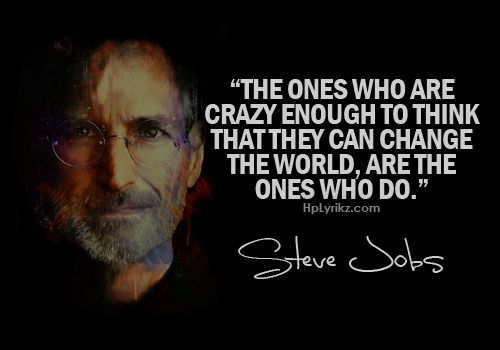 “THE ONES WHO ARE
CRAZY ENOUGH TO THINK
THAT THEY CAN CHANGE
THE WORLD, ARE THE
ONES WHO DO.”
HpLyrikz.com
Steve Jobs